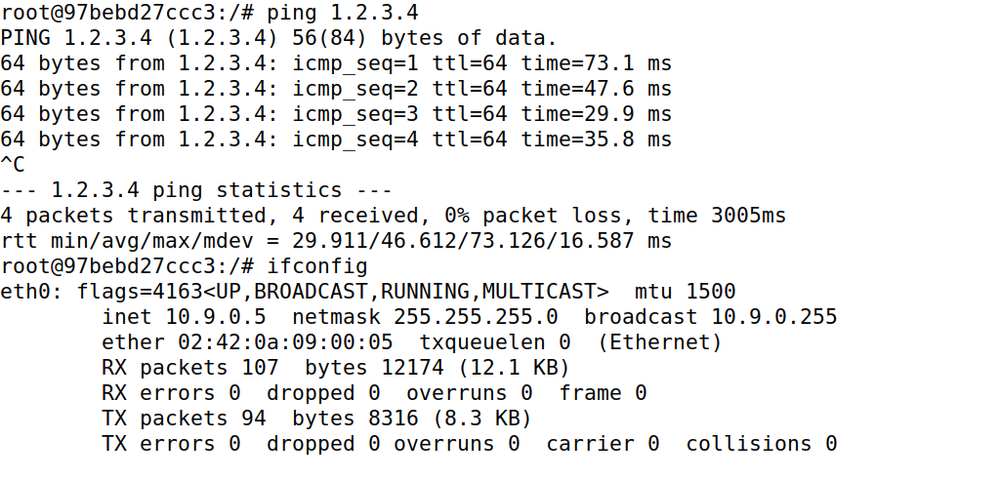 root@97bebd27ccc3:/# ping 1.2.3.4
PING 1.2.3.4 (1.2.3.4) 56(84) bytes of data.
64 bytes from 1.2.3.4: icmp_seq=1 ttl=64 time=73.1 ms
64 bytes from 1.2.3.4: icmp_seq=2 ttl=64 time=47.6 ms
64 bytes from 1.2.3.4: icmp_seq=3 ttl=64 time=29.9 ms
64 bytes from 1.2.3.4: icmp_seq=4 ttl=64 time=35.8 ms
^C
--- 1.2.3.4 ping statistics ---
4 packets transmitted, 4 received, 0% packet loss, time 3005ms
rtt min/avg/max/mdev = 29.911/46.612/73.126/16.587 ms
root@97bebd27ccc3:/# ifconfig
eth0: flags=4163<UP,BROADCAST,RUNNING,MULTICAST>  mtu 1500
        inet 10.9.0.5  netmask 255.255.255.0  broadcast 10.9.0.255
        ether 02:42:0a:09:00:05  txqueuelen 0  (Ethernet)
        RX packets 107  bytes 12174 (12.1 KB)
        RX errors 0  dropped 0  overruns 0  frame 0
        TX packets 94  bytes 8316 (8.3 KB)
        TX errors 0  dropped 0 overruns 0  carrier 0  collisions 0